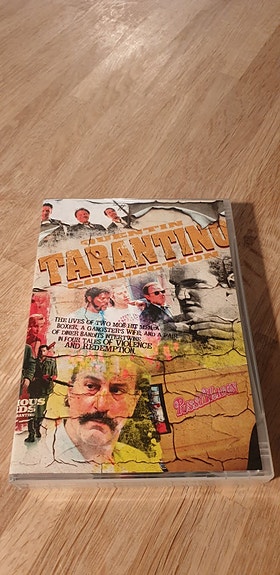 QUENTIN
TARANTINO
COLLECTION
THE LIVES OF TWO MOB HIT MEN, A
BOXER, A GANGSTER'S WIFE, AND A
OF DINER BANDITS INTERTWINE
IN FOUR TALES OF VIOLENCE
AND REDEMPTION.